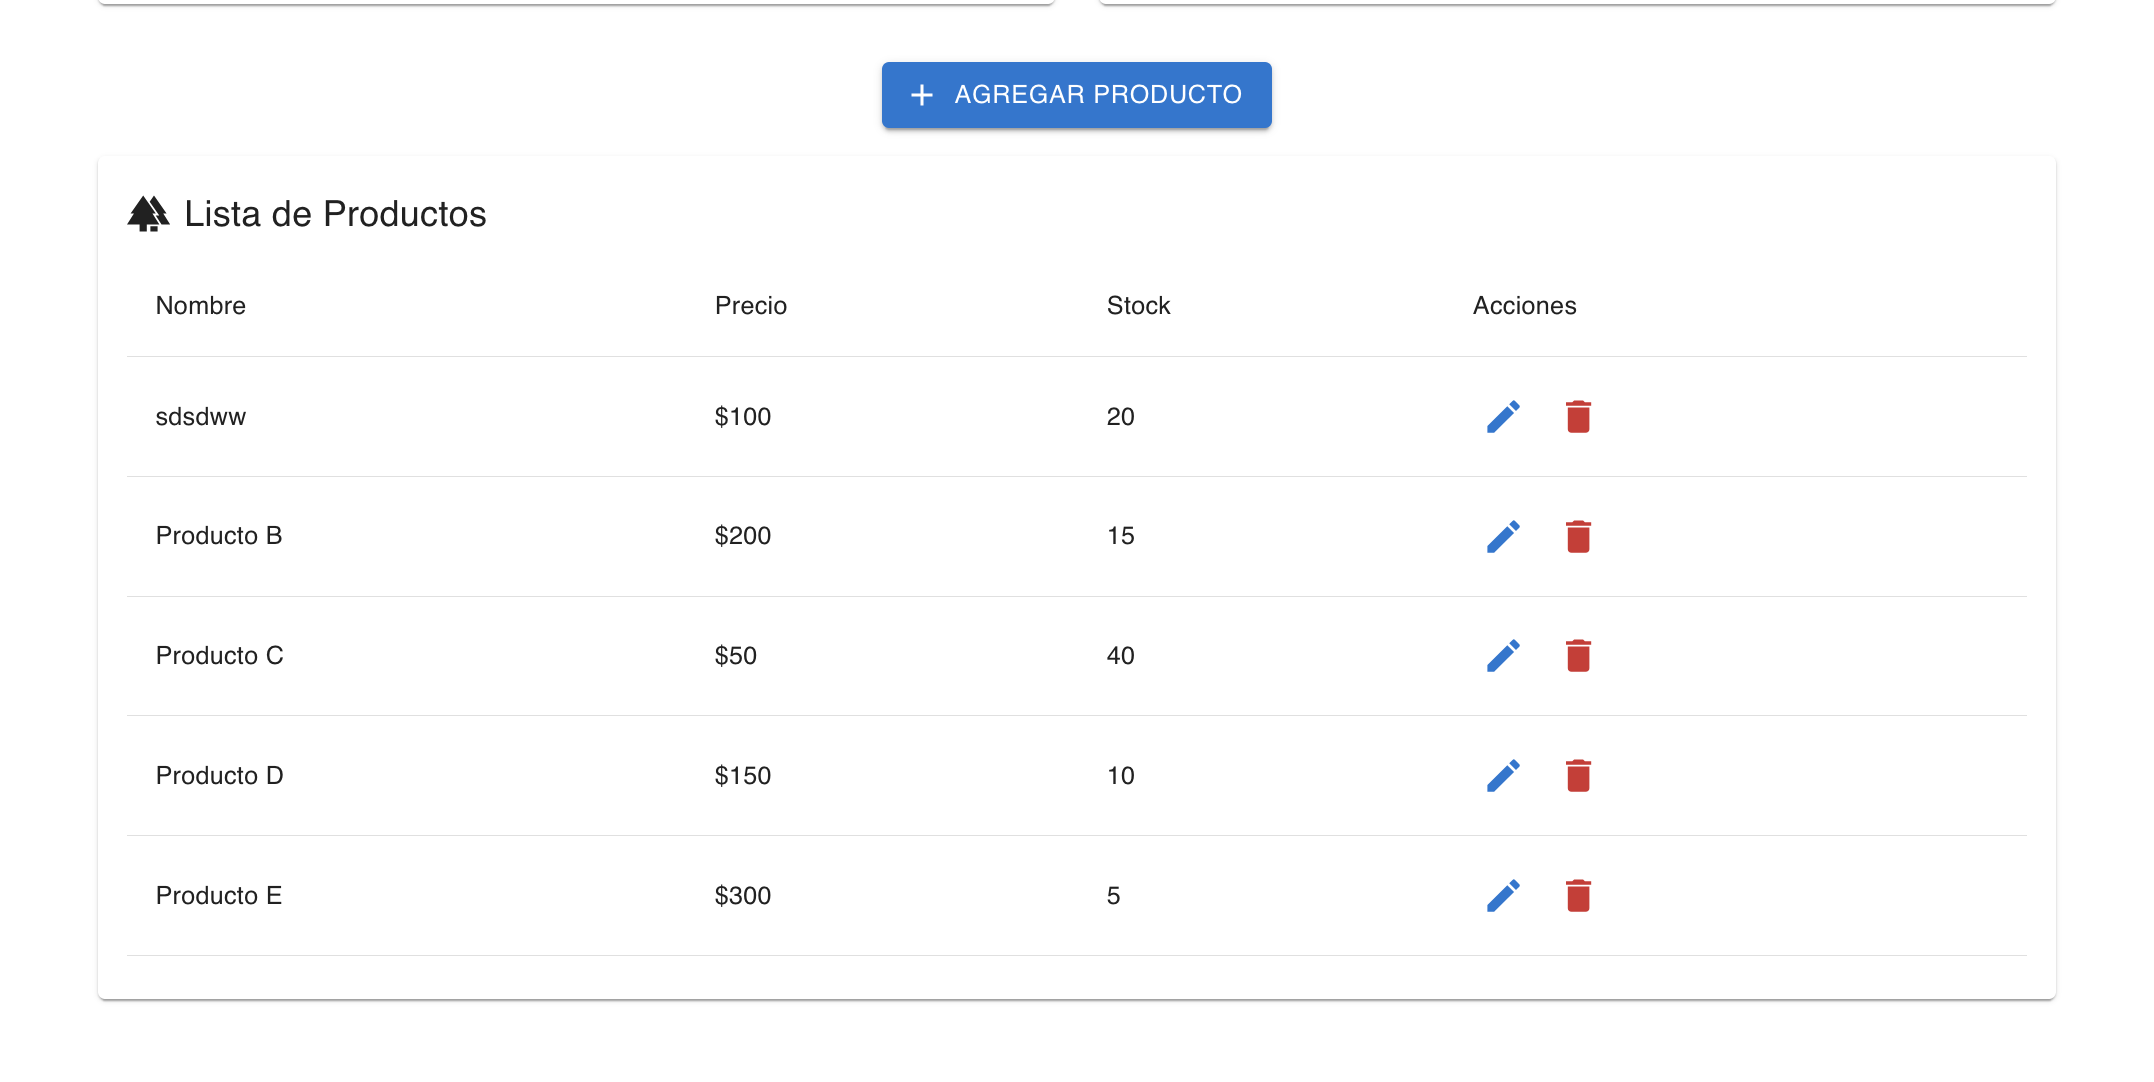 AGREGAR PRODUCTO
Lista de Productos
Nombre Precio Stock Acciones
sdsdww $100 20
Producto B $200 15
Producto C $50 40
Producto D $150 10
Producto E $300 5